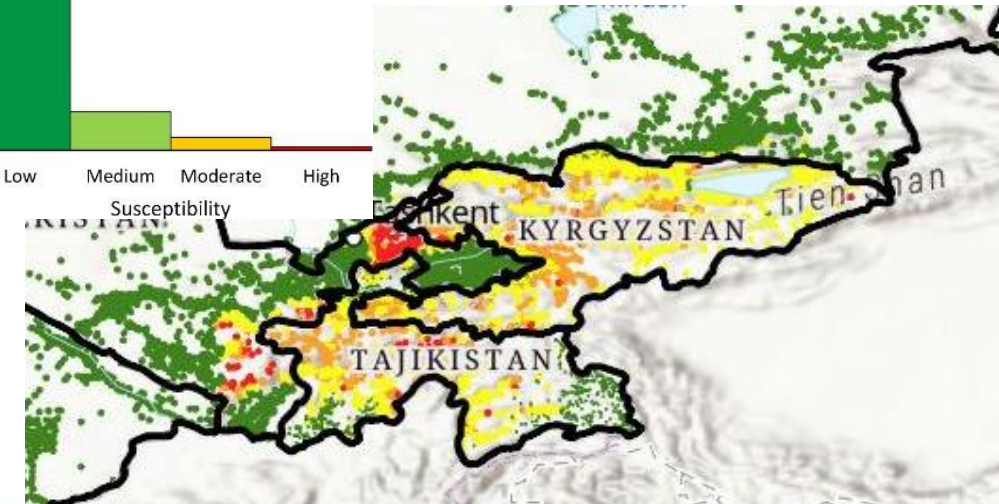 Low Medium Moderate High
Susceptibility
Tashkent
Tien Shan
KYRGYZSTAN
TAJIKISTAN